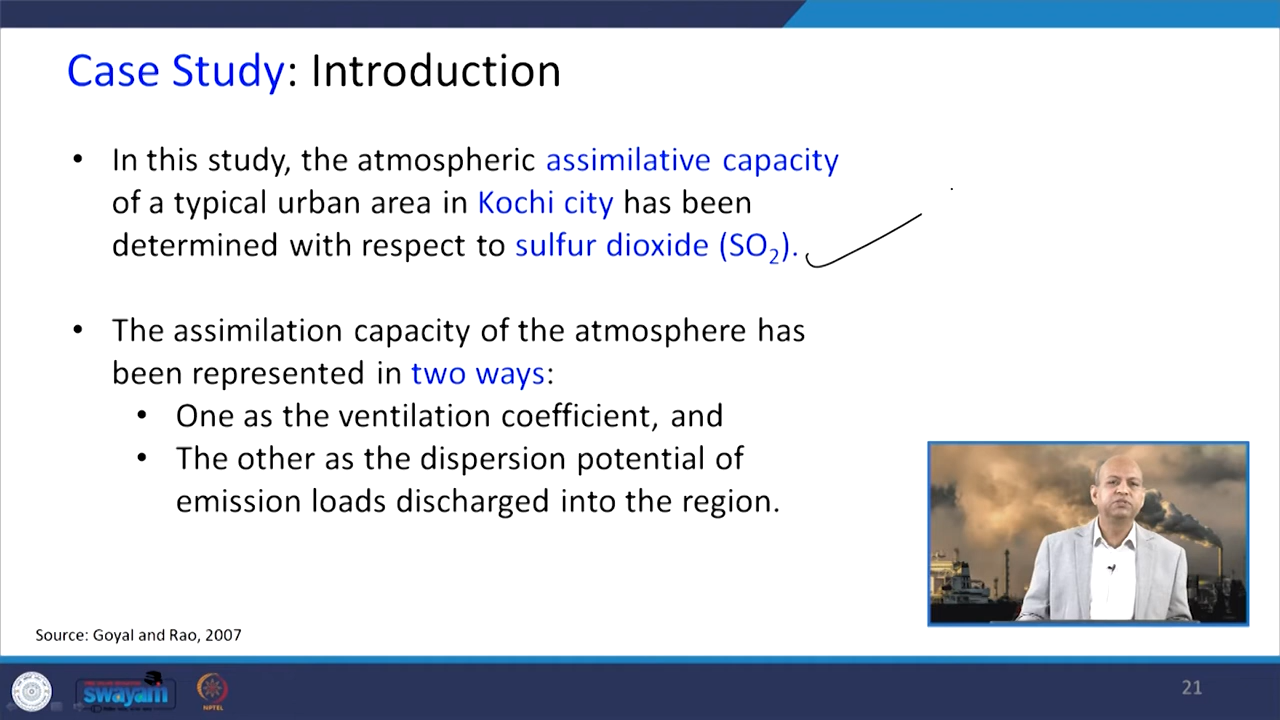 Case Study: Introduction
• In this study, the atmospheric assimilative capacity
of a typical urban area in Kochi city has been
determined with respect to sulfur dioxide (SO₂).
• The assimilation capacity of the atmosphere has
been represented in two ways:
• One as the ventilation coefficient, and
• The other as the dispersion potential of
emission loads discharged into the region.
Source: Goyal and Rao, 2007
swayam
NPTEL
21